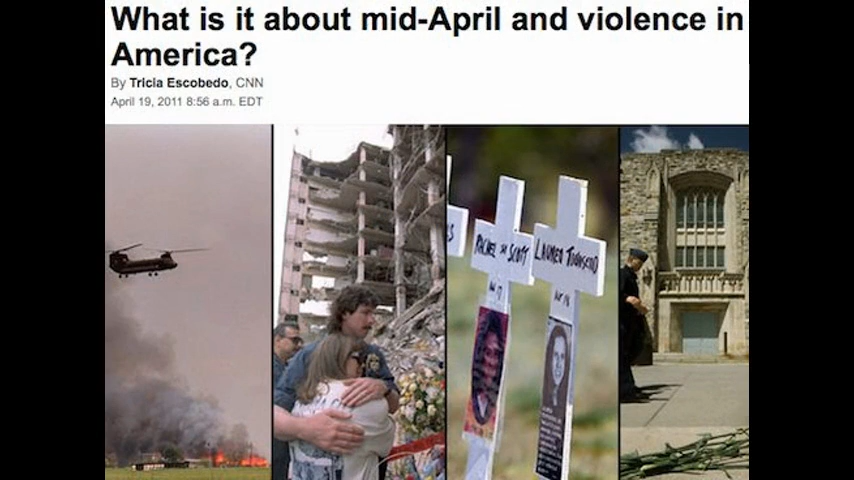 What is it about mid-April and violence in
America?
By Tricia Escobedo, CNN
April 19, 2011 8:56 a.m. EDT
S
RACHEL SCOTT
LAUREN TOWNSEND